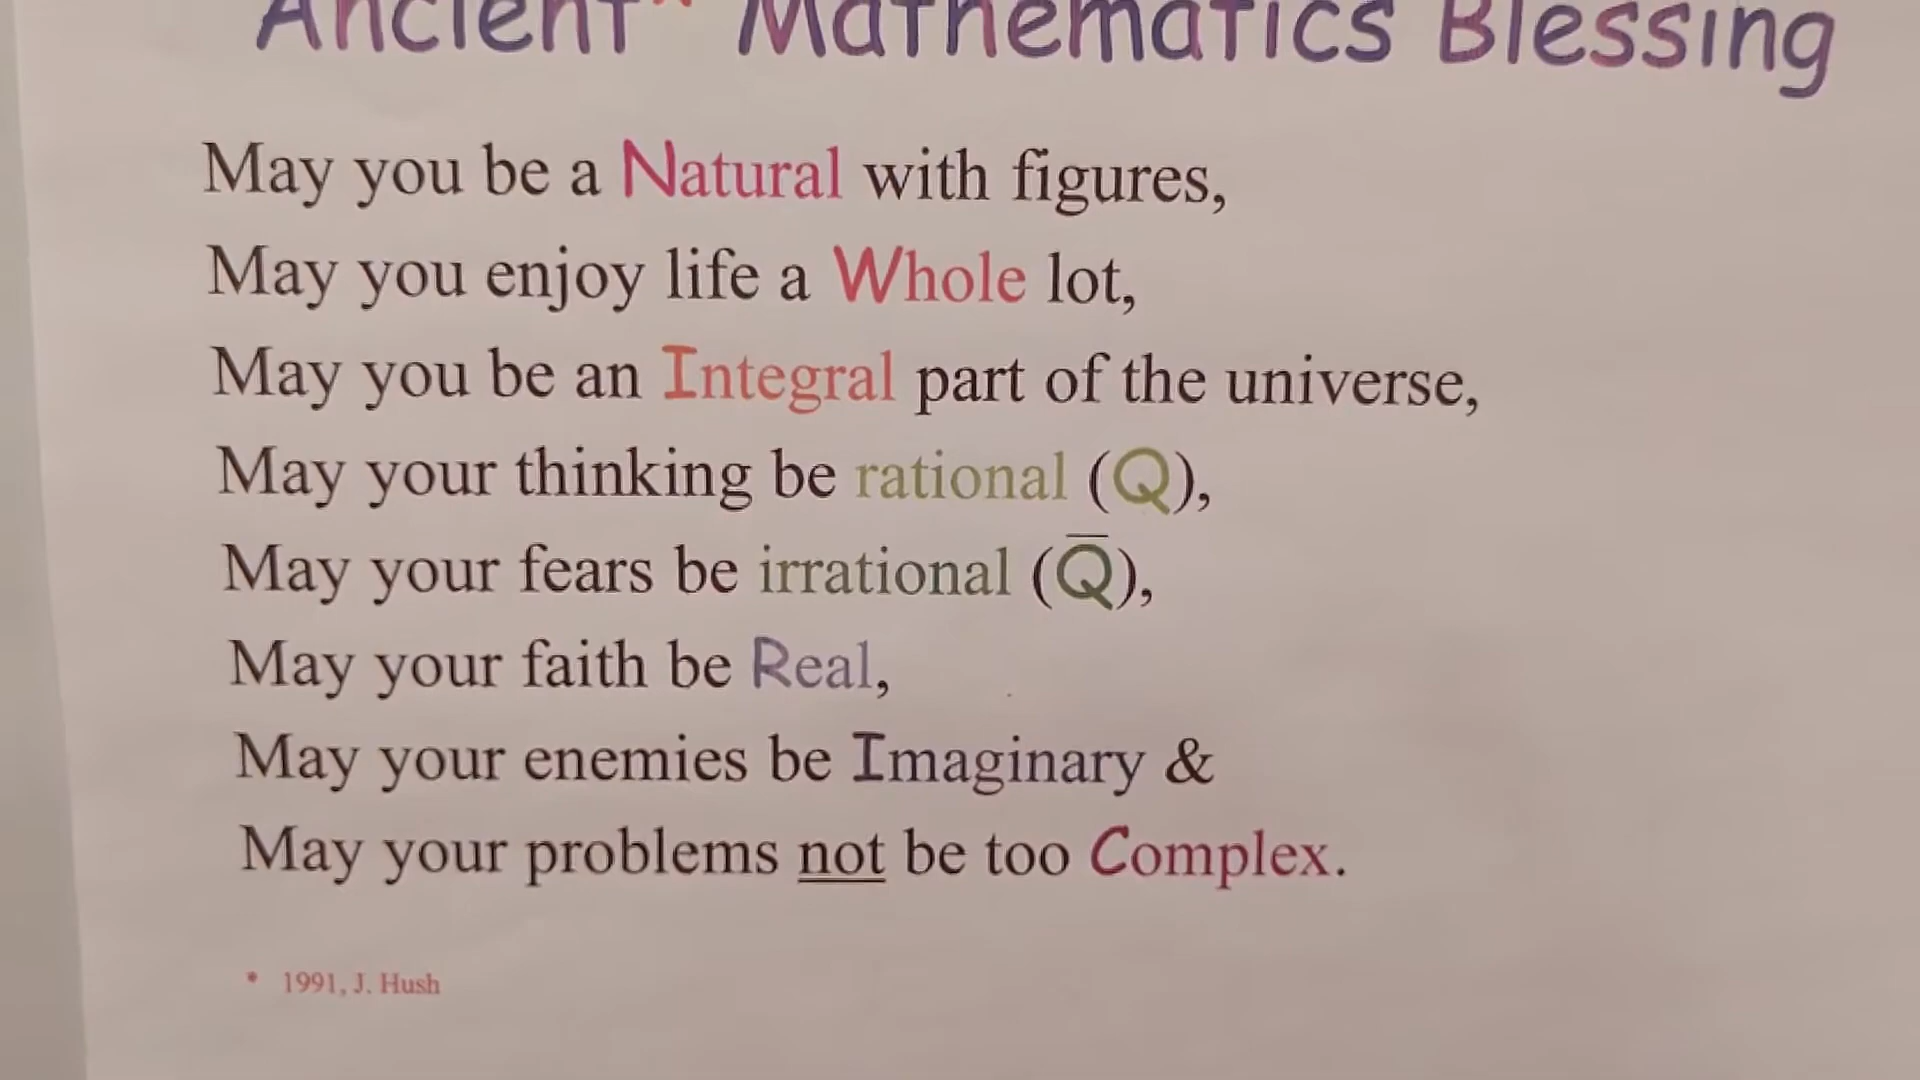 Ancient* Mathematics Blessing
May you be a Natural with figures,
May you enjoy life a Whole lot,
May you be an Integral part of the universe,
May your thinking be rational (Q),
May your fears be irrational (Q̅),
May your faith be Real,
May your enemies be Imaginary &
May your problems not be too Complex.
* 1991, J. Hush